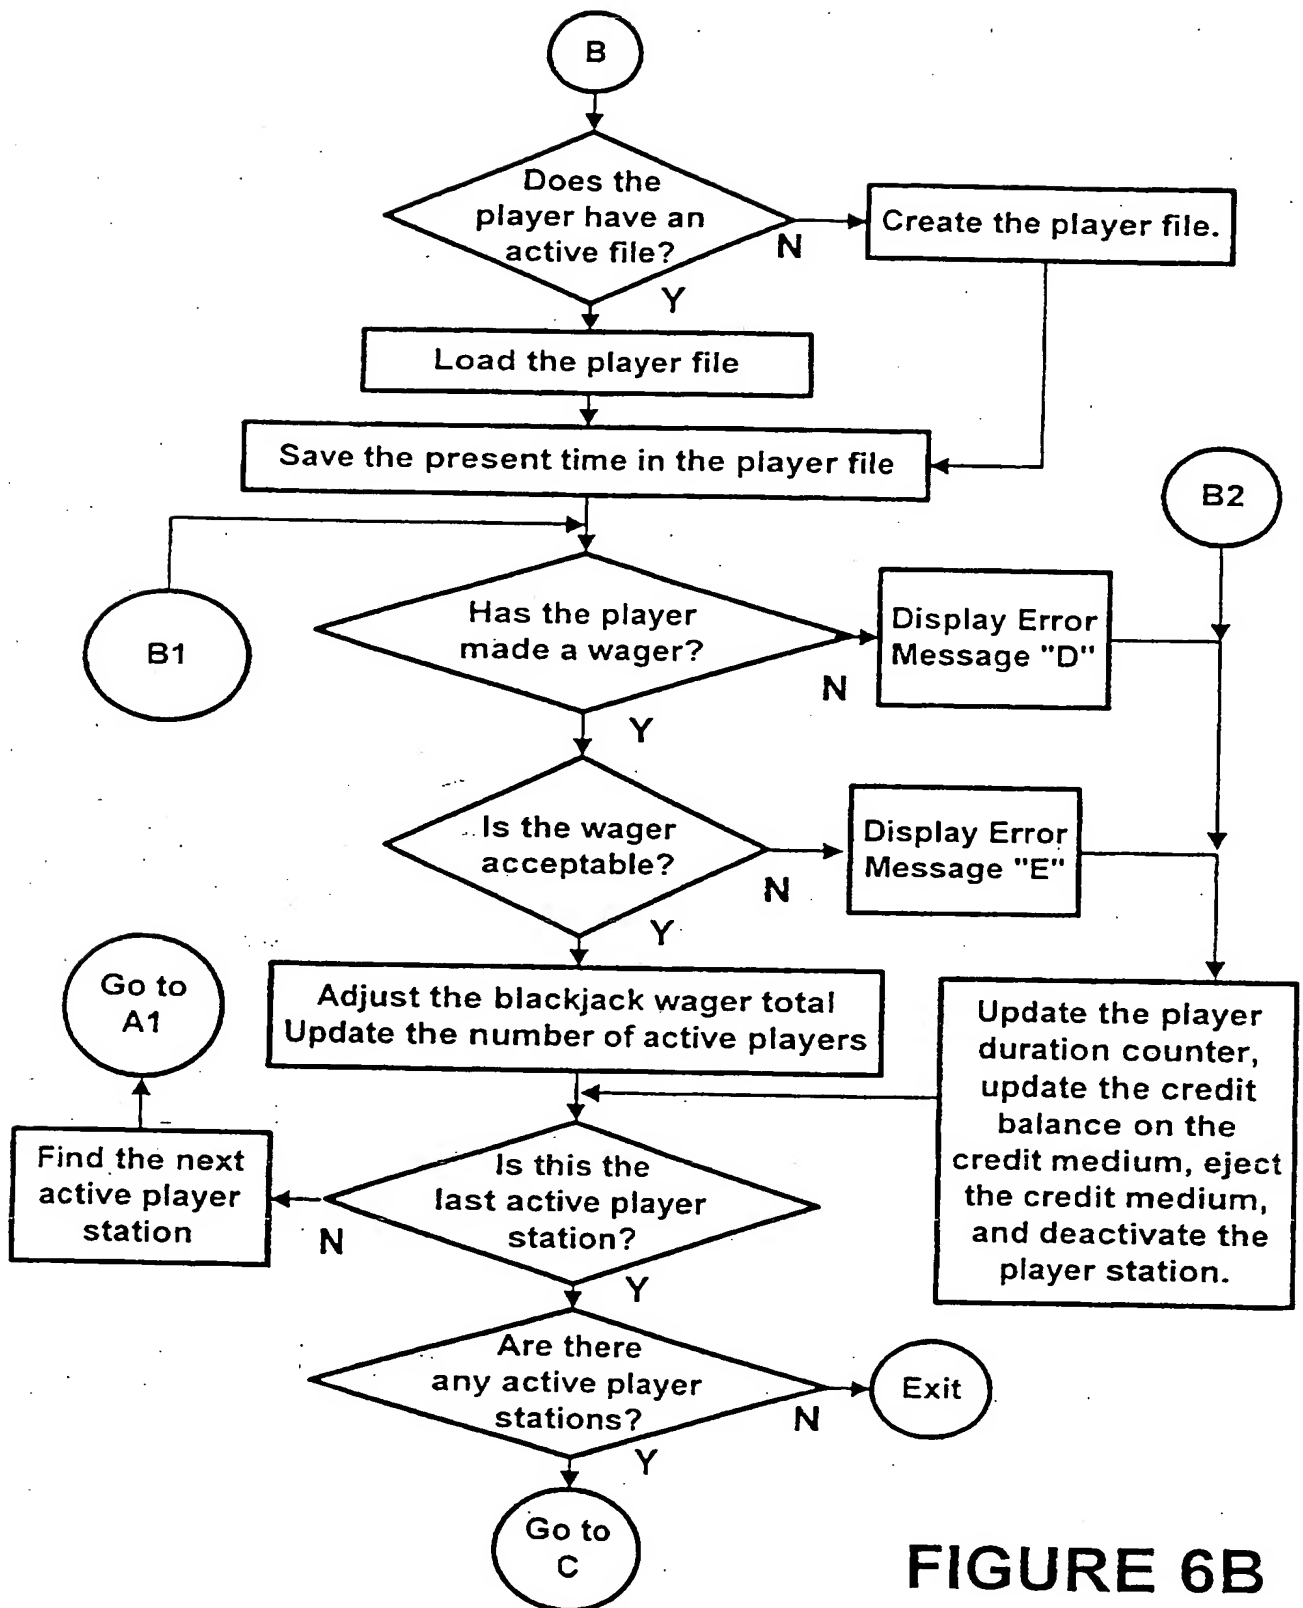 B
Does the
player have an
active file?
N
Create the player file.
Y
Load the player file
Save the present time in the player file
B2
B1
Has the player
made a wager?
N
Display Error
Message "D"
Y
Is the wager
acceptable?
N
Display Error
Message "E"
Y
Go to
A1
Adjust the blackjack wager total
Update the number of active players
Update the player
duration counter,
update the credit
balance on the
credit medium, eject
the credit medium,
and deactivate the
player station.
Find the next
active player
station
N
Is this the
last active player
station?
Y
Are there
any active player
stations?
N
Exit
Y
Go to
C
FIGURE 6B